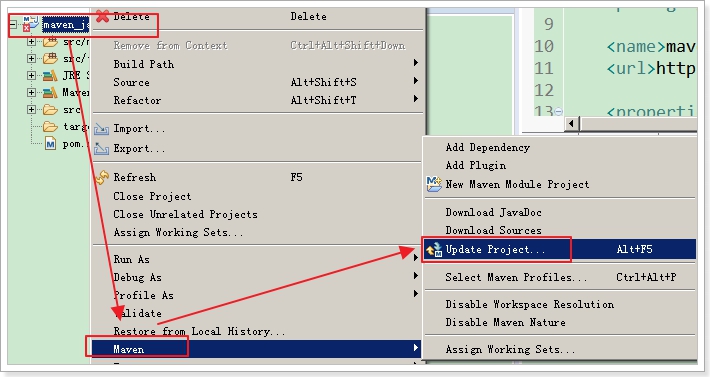 maven_ja
src/
src/
JRE S
Maven
src
targe
pom.
Delete Delete
Remove from Context Ctrl+Alt+Shift+Down
Build Path
Source Alt+Shift+S
Refactor Alt+Shift+T
Import...
Export...
Refresh F5
Close Project
Close Unrelated Projects
Assign Working Sets...
Run As
Debug As
Profile As
Validate
Restore from Local History...
Maven
Add Dependency
Add Plugin
New Maven Module Project
Download JavaDoc
Download Sources
Update Project... Alt+F5
Select Maven Profiles... Ctrl+Alt+P
Disable Workspace Resolution
Disable Maven Nature
Assign Working Sets...
9
10 <name>mav
11 <url>http
12
13 <properti